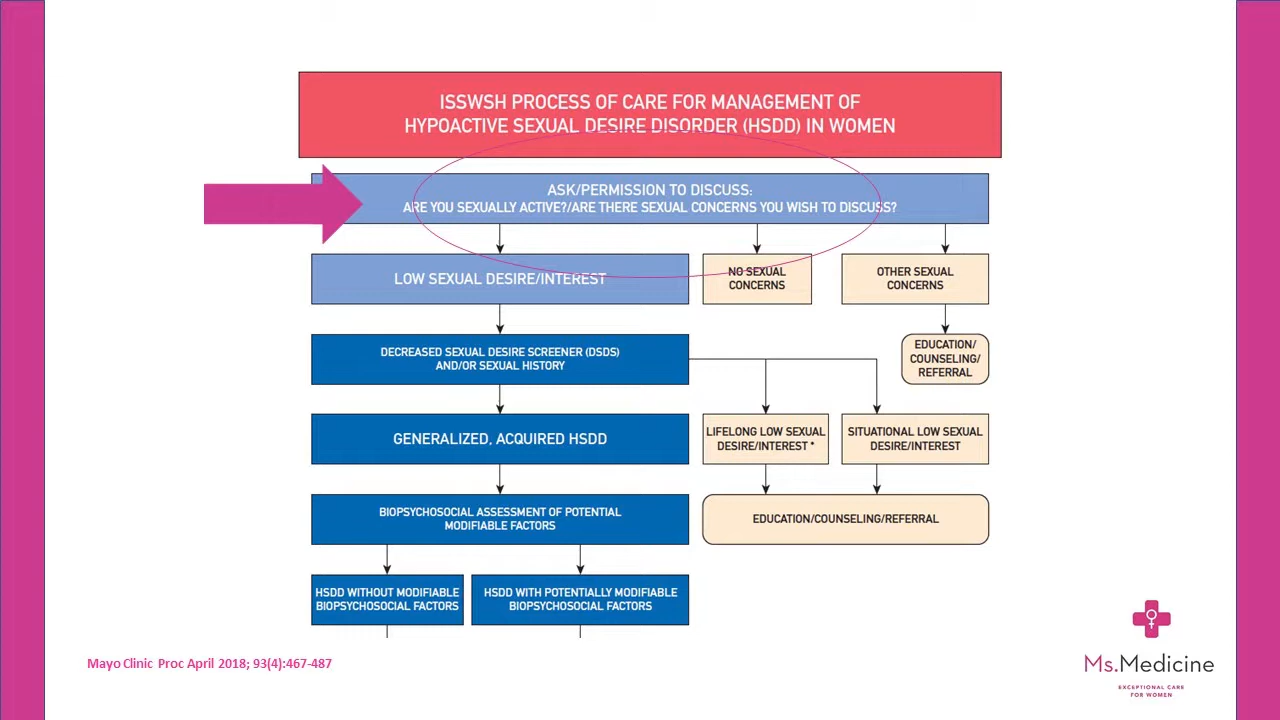 ISSWSH PROCESS OF CARE FOR MANAGEMENT OF
HYPOACTIVE SEXUAL DESIRE DISORDER (HSDD) IN WOMEN
ASK/PERMISSION TO DISCUSS:
ARE YOU SEXUALLY ACTIVE?/ARE THERE SEXUAL CONCERNS YOU WISH TO DISCUSS?
LOW SEXUAL DESIRE/INTEREST
NO SEXUAL
CONCERNS
OTHER SEXUAL
CONCERNS
DECREASED SEXUAL DESIRE SCREENER (DSDS)
AND/OR SEXUAL HISTORY
EDUCATION/
COUNSELING/
REFERRAL
GENERALIZED, ACQUIRED HSDD
LIFELONG LOW SEXUAL
DESIRE/INTEREST *
SITUATIONAL LOW SEXUAL
DESIRE/INTEREST
BIOPSYCHOSOCIAL ASSESSMENT OF POTENTIAL
MODIFIABLE FACTORS
EDUCATION/COUNSELING/REFERRAL
HSDD WITHOUT MODIFIABLE
BIOPSYCHOSOCIAL FACTORS
HSDD WITH POTENTIALLY MODIFIABLE
BIOPSYCHOSOCIAL FACTORS
Mayo Clinic Proc April 2018; 93(4):467-487
Ms.Medicine
EXCEPTIONAL CARE
FOR WOMEN